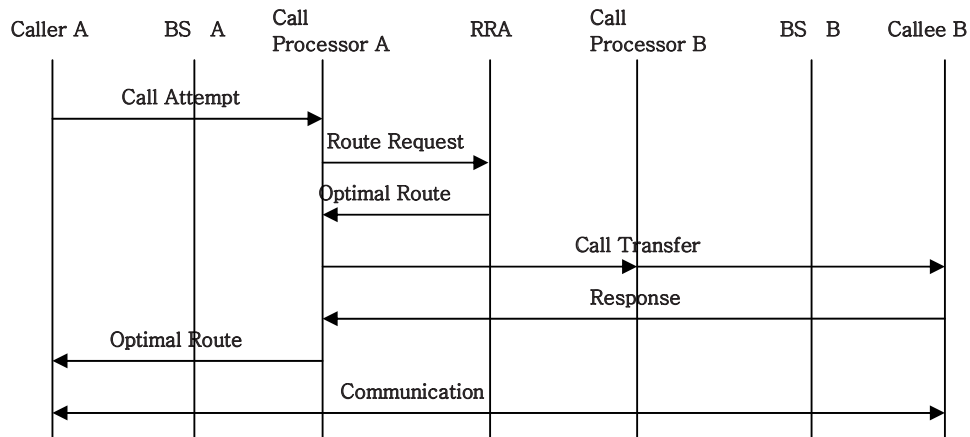 Caller A
BS A
Call
Processor A
RRA
Call
Processor B
BS B
Callee B
Call Attempt
Route Request
Optimal Route
Call Transfer
Response
Optimal Route
Communication